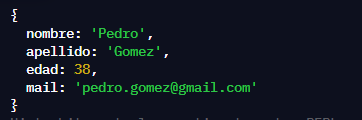 {
  nombre: 'Pedro',
  apellido: 'Gomez',
  edad: 38,
  mail: 'pedro.gomez@gmail.com'
}